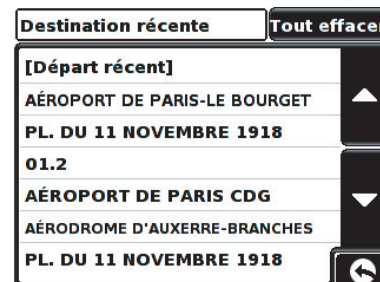 Destination récente
Tout effacer
[Départ récent]
AÉROPORT DE PARIS-LE BOURGET
PL. DU 11 NOVEMBRE 1918
01.2
AÉROPORT DE PARIS CDG
AÉRODROME D'AUXERRE-BRANCHES
PL. DU 11 NOVEMBRE 1918